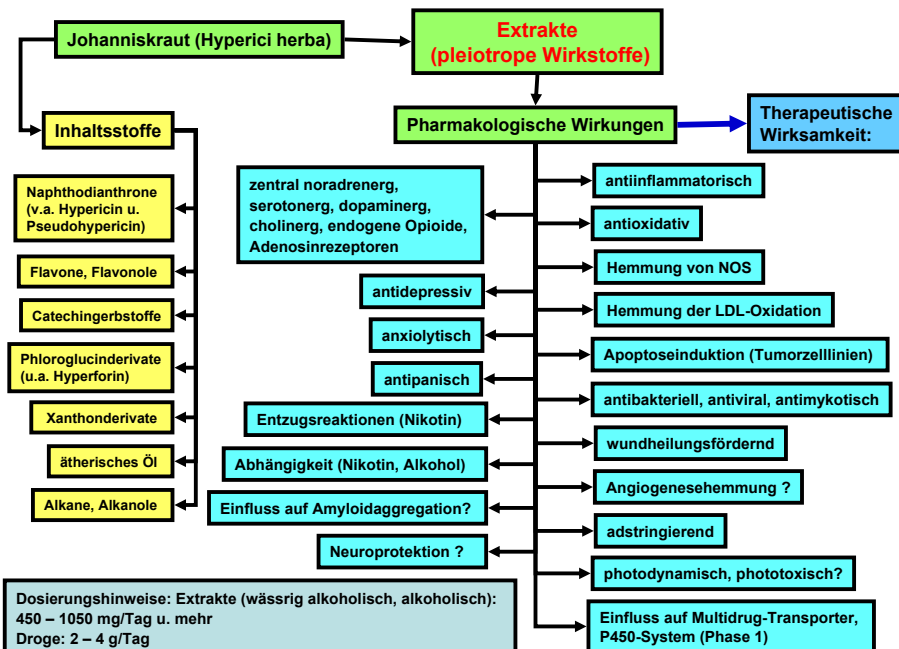 Johanniskraut (Hyperici herba)
Extrakte
(pleiotrope Wirkstoffe)
Inhaltsstoffe
Pharmakologische Wirkungen
Therapeutische
Wirksamkeit:
Naphthodianthrone
(v.a. Hypericin u.
Pseudohypericin)
Flavone, Flavonole
Catechingerbstoffe
Phloroglucinderivate
(u.a. Hyperforin)
Xanthonderivate
ätherisches Öl
Alkane, Alkanole
zentral noradrenerg,
serotonerg, dopaminerg,
cholinerg, endogene Opioide,
Adenosinrezeptoren
antidepressiv
anxiolytisch
antipanisch
Entzugsreaktionen (Nikotin)
Abhängigkeit (Nikotin, Alkohol)
Einfluss auf Amyloidaggregation?
Neuroprotektion ?
antiinflammatorisch
antioxidativ
Hemmung von NOS
Hemmung der LDL-Oxidation
Apoptoseinduktion (Tumorzelllinien)
antibakteriell, antiviral, antimykotisch
wundheilungsfördernd
Angiogenesehemmung ?
adstringierend
photodynamisch, phototoxisch?
Einfluss auf Multidrug-Transporter,
P450-System (Phase 1)
Dosierungshinweise: Extrakte (wässrig alkoholisch, alkoholisch):
450 – 1050 mg/Tag u. mehr
Droge: 2 – 4 g/Tag